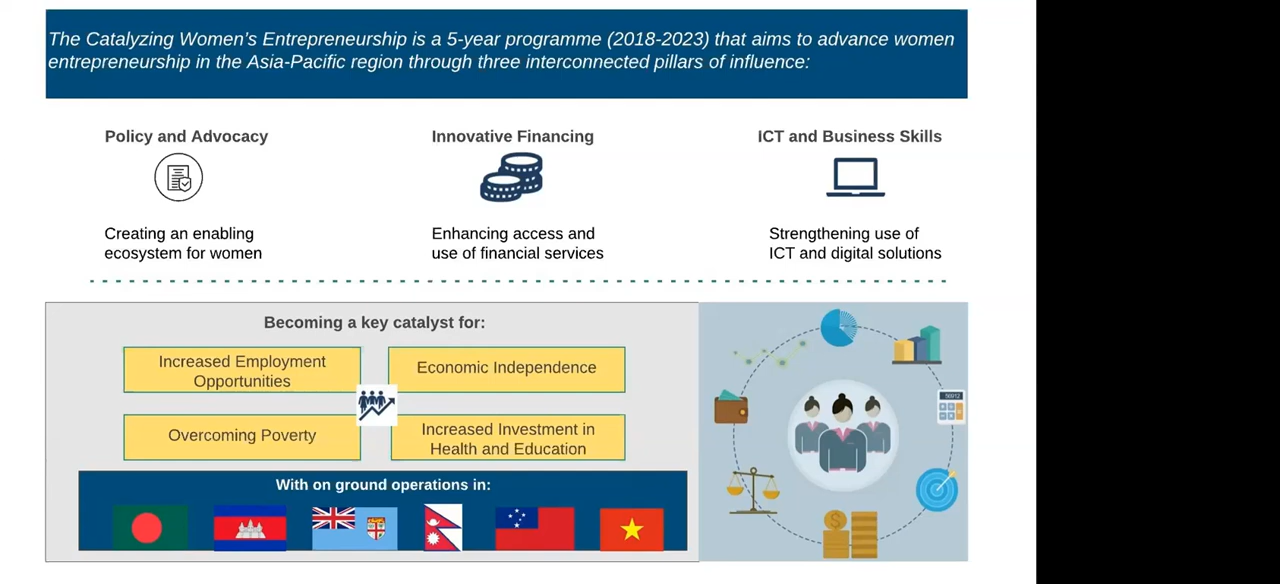 The Catalyzing Women's Entrepreneurship is a 5-year programme (2018-2023) that aims to advance women
entrepreneurship in the Asia-Pacific region through three interconnected pillars of influence:
Policy and Advocacy
Innovative Financing
ICT and Business Skills
Creating an enabling
ecosystem for women
Enhancing access and
use of financial services
Strengthening use of
ICT and digital solutions
Becoming a key catalyst for:
Increased Employment
Opportunities
Economic Independence
Overcoming Poverty
Increased Investment in
Health and Education
With on ground operations in: